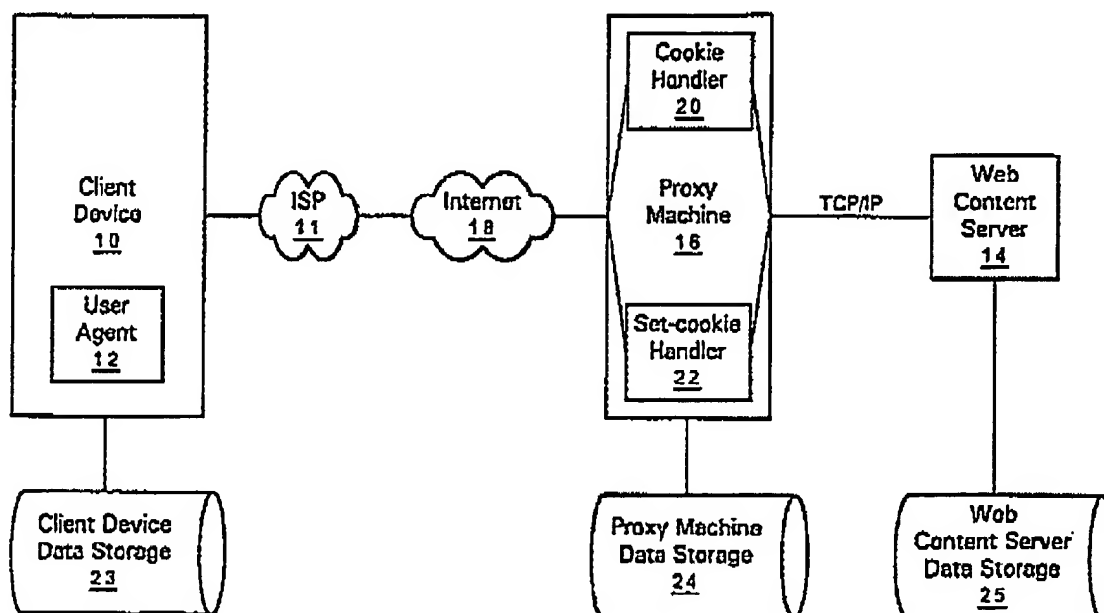 Client
Device
10
User
Agent
12
ISP
11
Internet
18
Cookie
Handler
20
Proxy
Machine
16
Set-cookie
Handler
22
TCP/IP
Web
Content
Server
14
Client Device
Data Storage
23
Proxy Machine
Data Storage
24
Web
Content Server
Data Storage
25